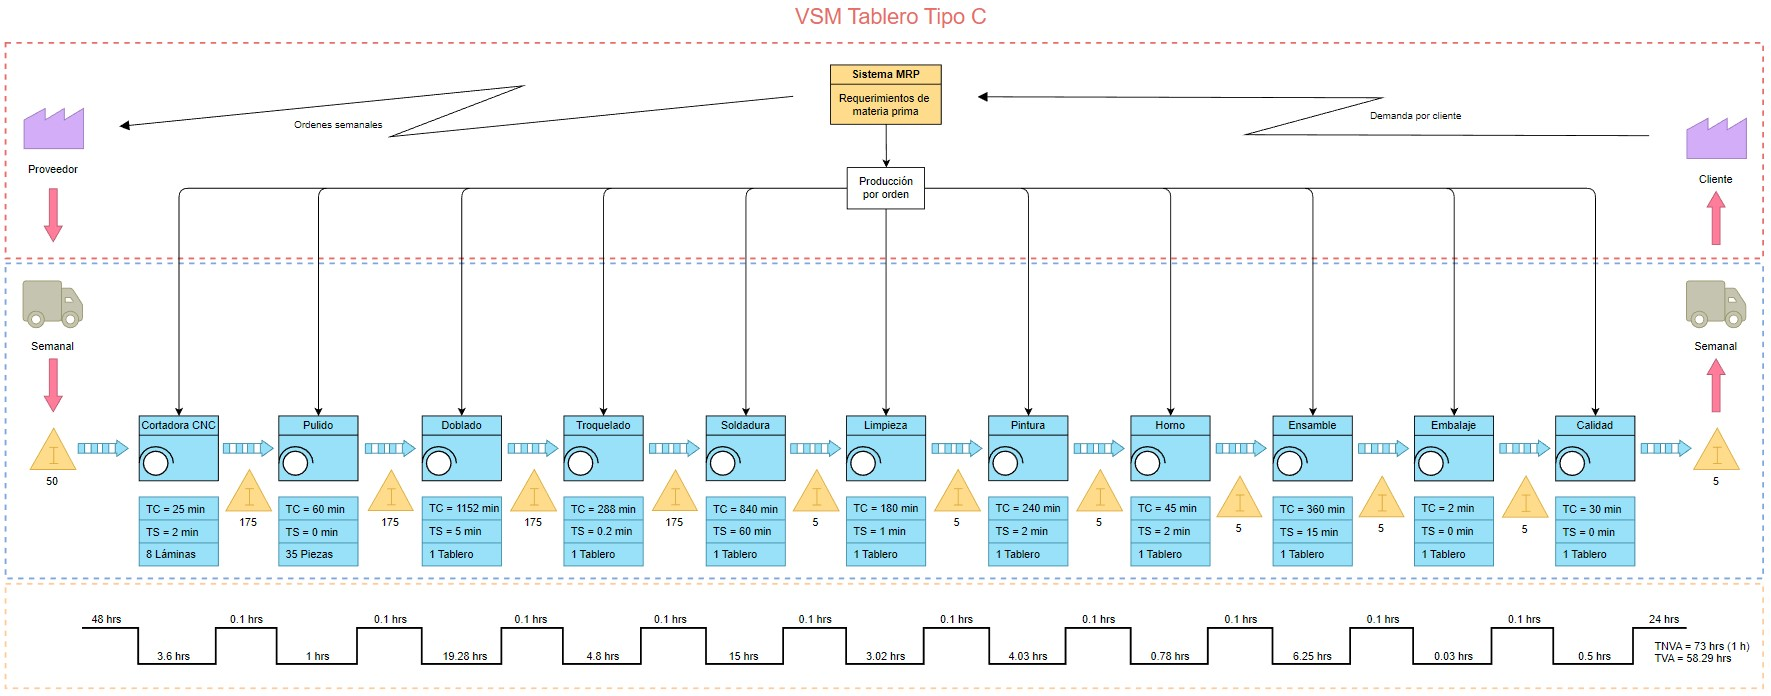 VSM Tablero Tipo C
Sistema MRP
Requerimientos de
materia prima
Ordenes semanales
Demanda por cliente
Proveedor
Producción
por orden
Cliente
Semanal
Semanal
Cortadora CNC
Pulido
Doblado
Troquelado
Soldadura
Limpieza
Pintura
Horno
Ensamble
Embalaje
Calidad
I
50
I
175
I
175
I
175
I
175
I
5
I
5
I
5
I
5
I
5
I
5
I
5
TC = 25 min
TS = 2 min
8 Láminas
TC = 60 min
TS = 0 min
35 Piezas
TC = 1152 min
TS = 5 min
1 Tablero
TC = 288 min
TS = 0.2 min
1 Tablero
TC = 840 min
TS = 60 min
1 Tablero
TC = 180 min
TS = 1 min
1 Tablero
TC = 240 min
TS = 2 min
1 Tablero
TC = 45 min
TS = 2 min
1 Tablero
TC = 360 min
TS = 15 min
1 Tablero
TC = 2 min
TS = 0 min
1 Tablero
TC = 30 min
TS = 0 min
1 Tablero
48 hrs
3.6 hrs
0.1 hrs
1 hrs
0.1 hrs
19.28 hrs
0.1 hrs
4.8 hrs
0.1 hrs
15 hrs
0.1 hrs
3.02 hrs
0.1 hrs
4.03 hrs
0.1 hrs
0.78 hrs
0.1 hrs
6.25 hrs
0.1 hrs
0.03 hrs
0.1 hrs
0.5 hrs
24 hrs
TNVA = 73 hrs (1 h)
TVA = 58.29 hrs